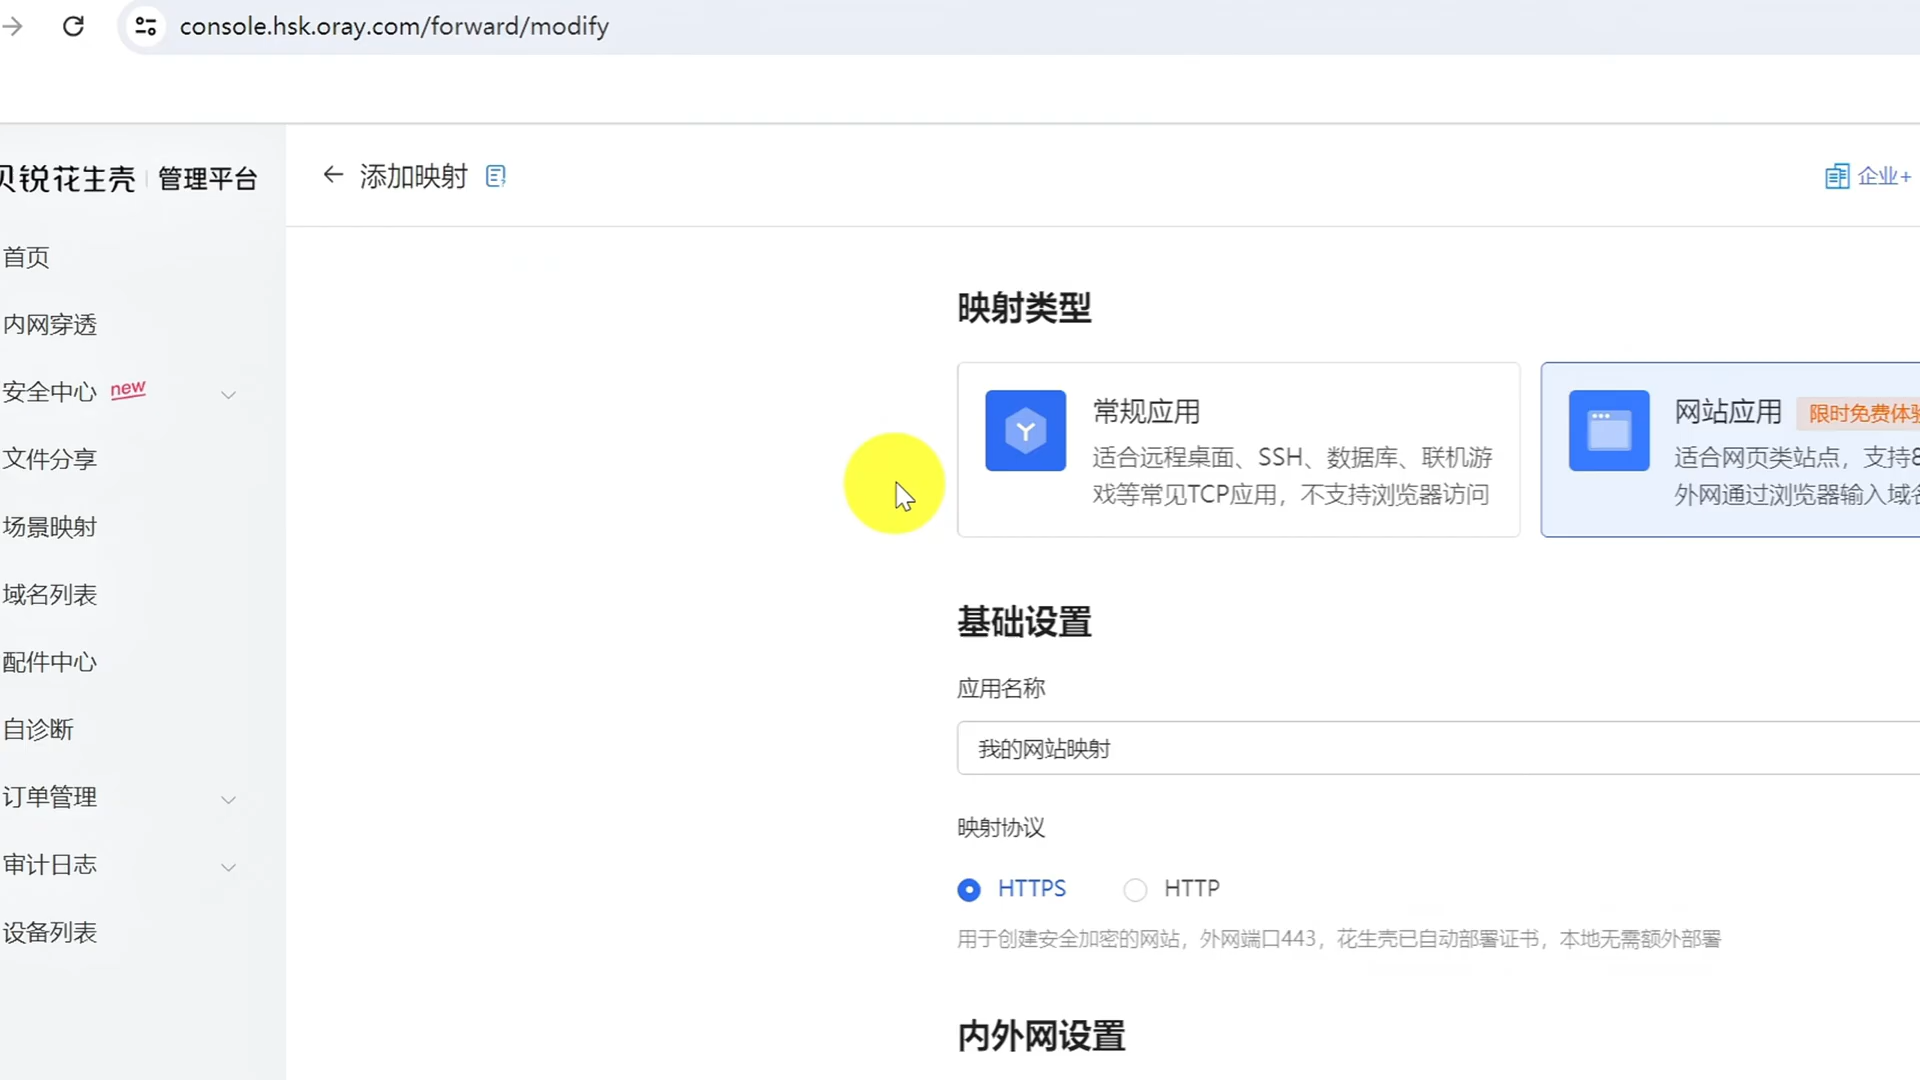 console.hsk.oray.com/forward/modify
贝锐花生壳 管理平台
添加映射
企业+
首页
内网穿透
安全中心 new
文件分享
场景映射
域名列表
配件中心
自诊断
订单管理
审计日志
设备列表
映射类型
常规应用
适合远程桌面、SSH、数据库、联机游
戏等常见TCP应用，不支持浏览器访问
网站应用 限时免费体验
适合网页类站点，支持8
外网通过浏览器输入域名
基础设置
应用名称
我的网站映射
映射协议
HTTPS HTTP
用于创建安全加密的网站，外网端口443，花生壳已自动部署证书，本地无需额外部署
内外网设置